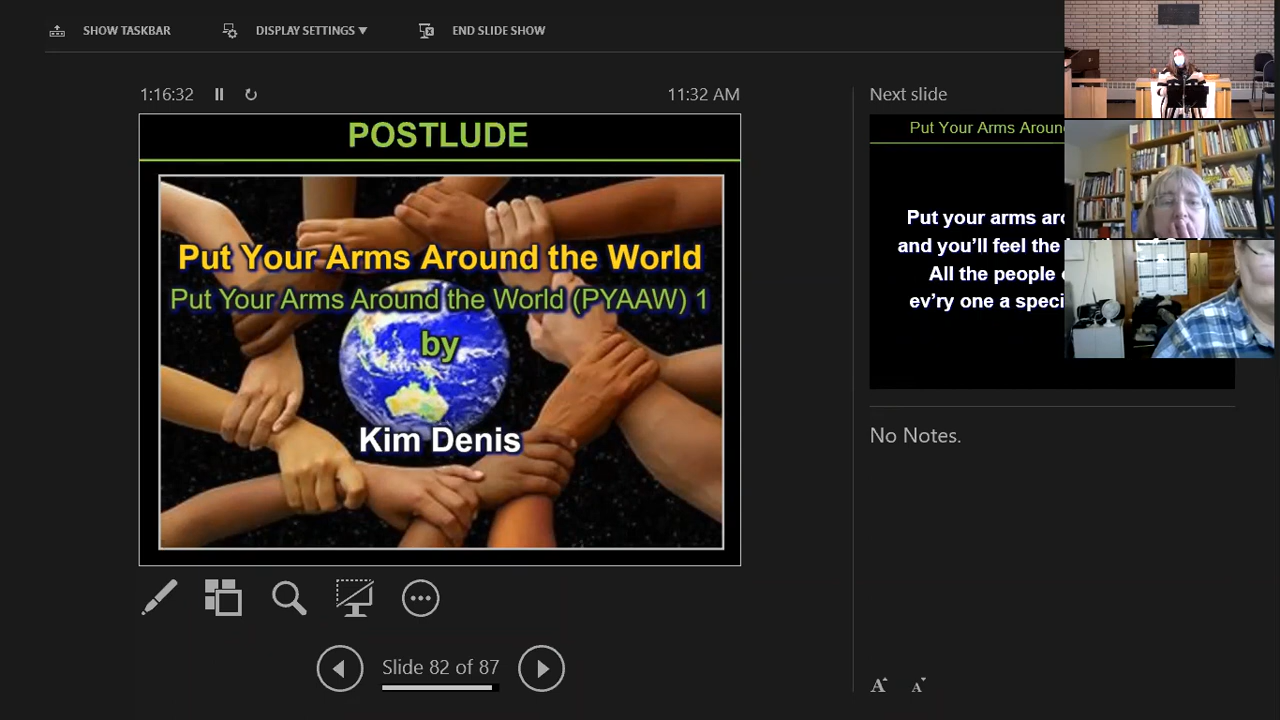 SHOW TASKBAR
DISPLAY SETTINGS
END SLIDE SHOW
1:16:32
11:32 AM
POSTLUDE
Put Your Arms Around the World
Put Your Arms Around the World (PYAAW) 1
by
Kim Denis
Slide 82 of 87
Next slide
Put Your Arms Aroun
Put your arms aro
and you'll feel the
All the people
ev'ry one a speci
No Notes.
A A